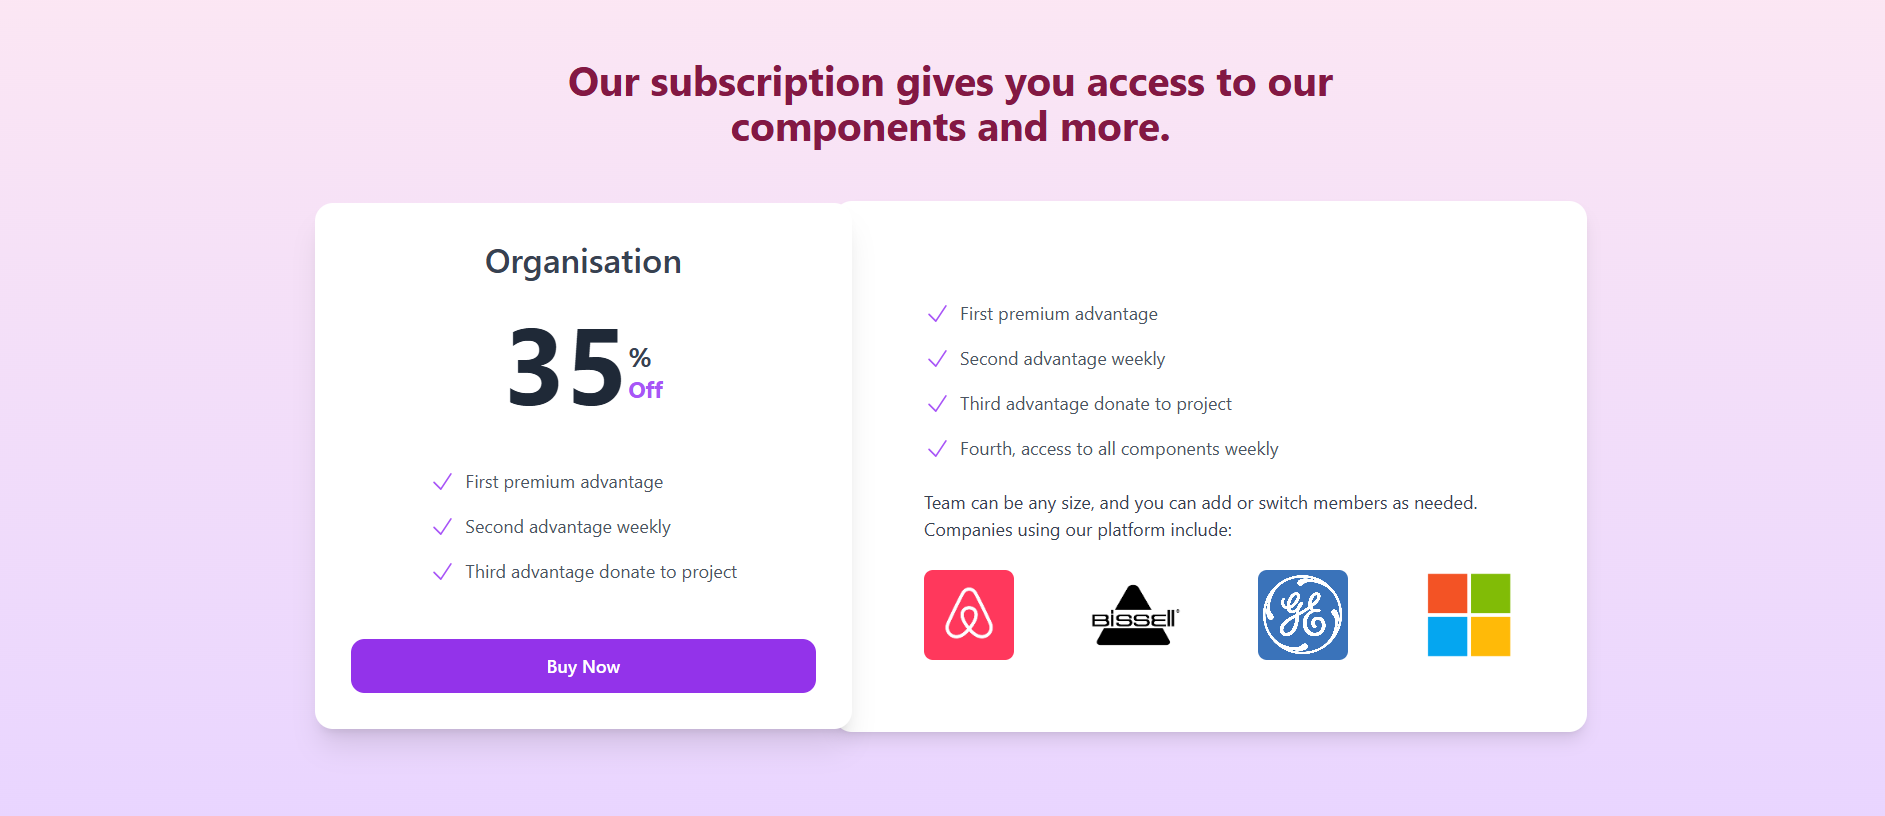 Our subscription gives you access to our
components and more.
Organisation
35
%
Off
First premium advantage
Second advantage weekly
Third advantage donate to project
Buy Now
First premium advantage
Second advantage weekly
Third advantage donate to project
Fourth, access to all components weekly
Team can be any size, and you can add or switch members as needed.
Companies using our platform include:
BISSELL®
GE